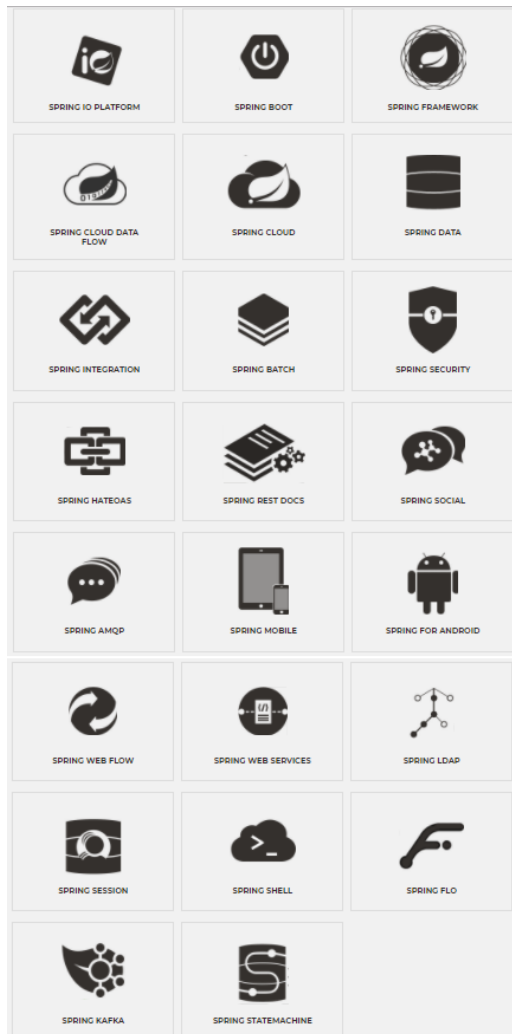 SPRING IO PLATFORM
SPRING BOOT
SPRING FRAMEWORK
SPRING CLOUD DATA
FLOW
SPRING CLOUD
SPRING DATA
SPRING INTEGRATION
SPRING BATCH
SPRING SECURITY
SPRING HATEOAS
SPRING REST DOCS
SPRING SOCIAL
SPRING AMQP
SPRING MOBILE
SPRING FOR ANDROID
SPRING WEB FLOW
SPRING WEB SERVICES
SPRING LDAP
SPRING SESSION
SPRING SHELL
SPRING FLO
SPRING KAFKA
SPRING STATEMACHINE